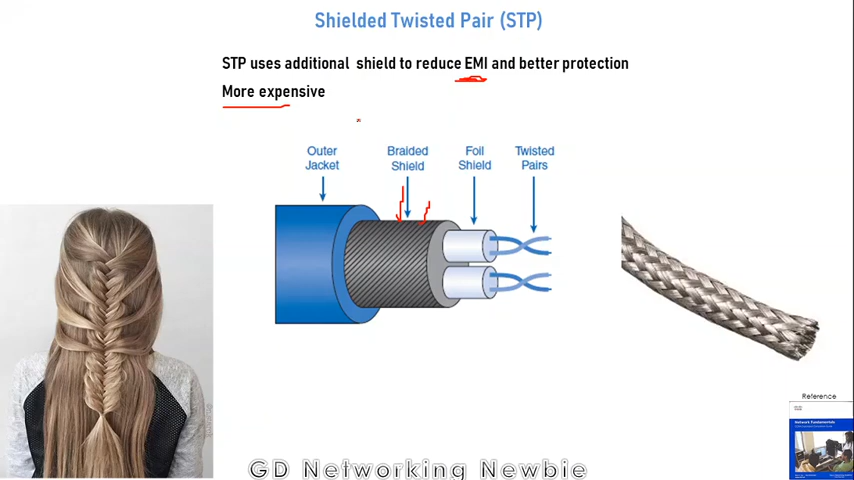 Shielded Twisted Pair (STP)
STP uses additional shield to reduce EMI and better protection
More expensive
Outer Jacket
Braided Shield
Foil Shield
Twisted Pairs
Reference
Network Fundamentals
GD Networking Newbie